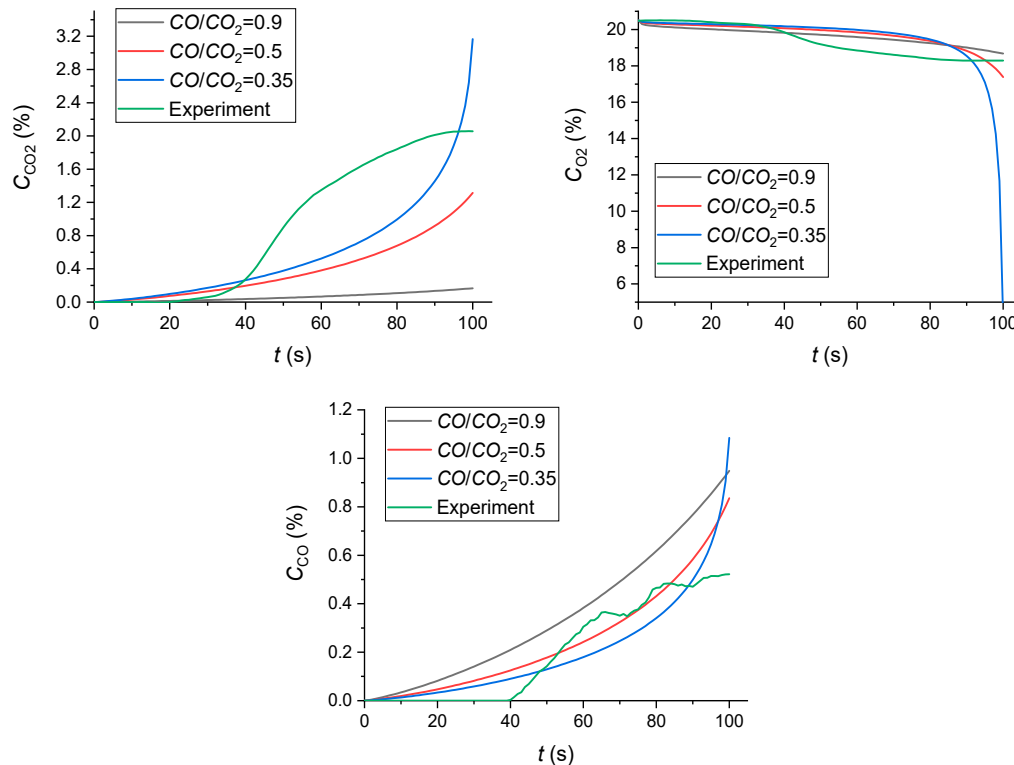 CO/CO2=0.9
CO/CO2=0.5
CO/CO2=0.35
Experiment
3.2
2.8
2.4
2.0
1.6
1.2
0.8
0.4
0.0
CCO2 (%)
0 20 40 60 80 100
t (s)
20
18
16
14
12
10
8
6
CO2 (%)
CO/CO2=0.9
CO/CO2=0.5
CO/CO2=0.35
Experiment
0 20 40 60 80 100
t (s)
1.2
1.0
0.8
0.6
0.4
0.2
0.0
CCO (%)
CO/CO2=0.9
CO/CO2=0.5
CO/CO2=0.35
Experiment
0 20 40 60 80 100
t (s)